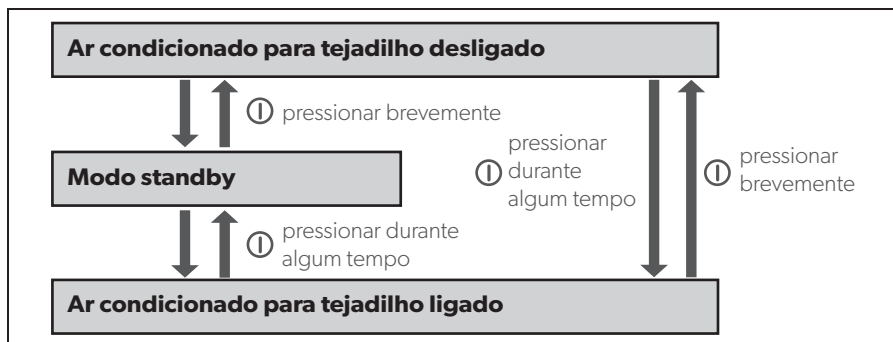 Ar condicionado para tejadilho desligado
pressionar brevemente
Modo standby
pressionar durante
algum tempo
pressionar
durante
algum tempo
pressionar
brevemente
Ar condicionado para tejadilho ligado